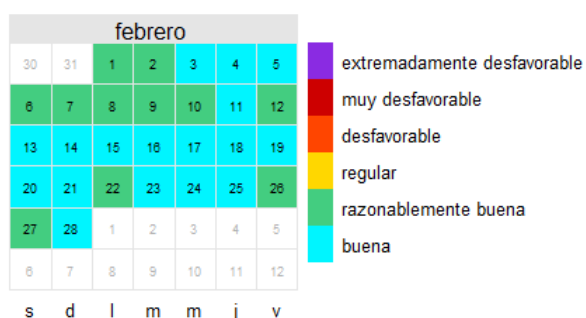 febrero
30 31 1 2 3 4 5
6 7 8 9 10 11 12
13 14 15 16 17 18 19
20 21 22 23 24 25 26
27 28 1 2 3 4 5
6 7 8 9 10 11 12
s d l m m j v
extremadamente desfavorable
muy desfavorable
desfavorable
regular
razonablemente buena
buena